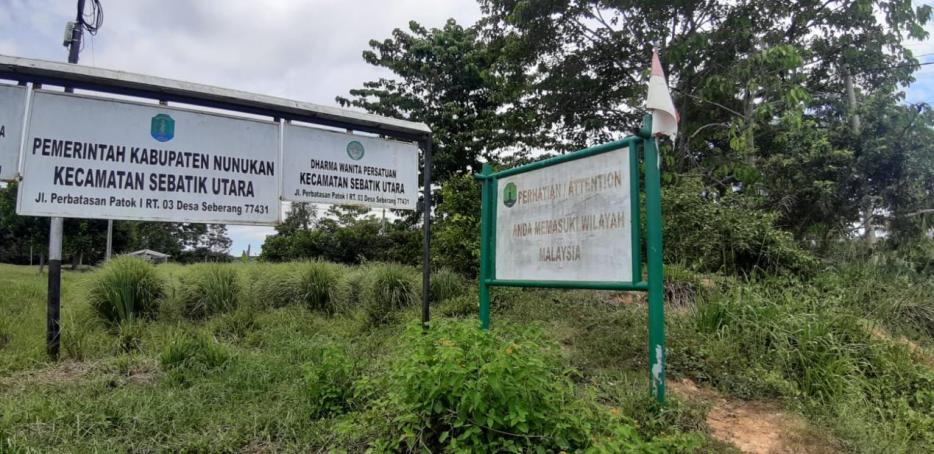 PEMERINTAH KABUPATEN NUNUKAN
KECAMATAN SEBATIK UTARA
Jl. Perbatasan Patok I RT. 03 Desa Seberang 77431
DHARMA WANITA PERSATUAN
KECAMATAN SEBATIK UTARA
Jl. Perbatasan Patok I RT. 03 Desa Seberang 77431
PERHATIAN / ATTENTION
ANDA MEMASUKI WILAYAH
MALAYSIA